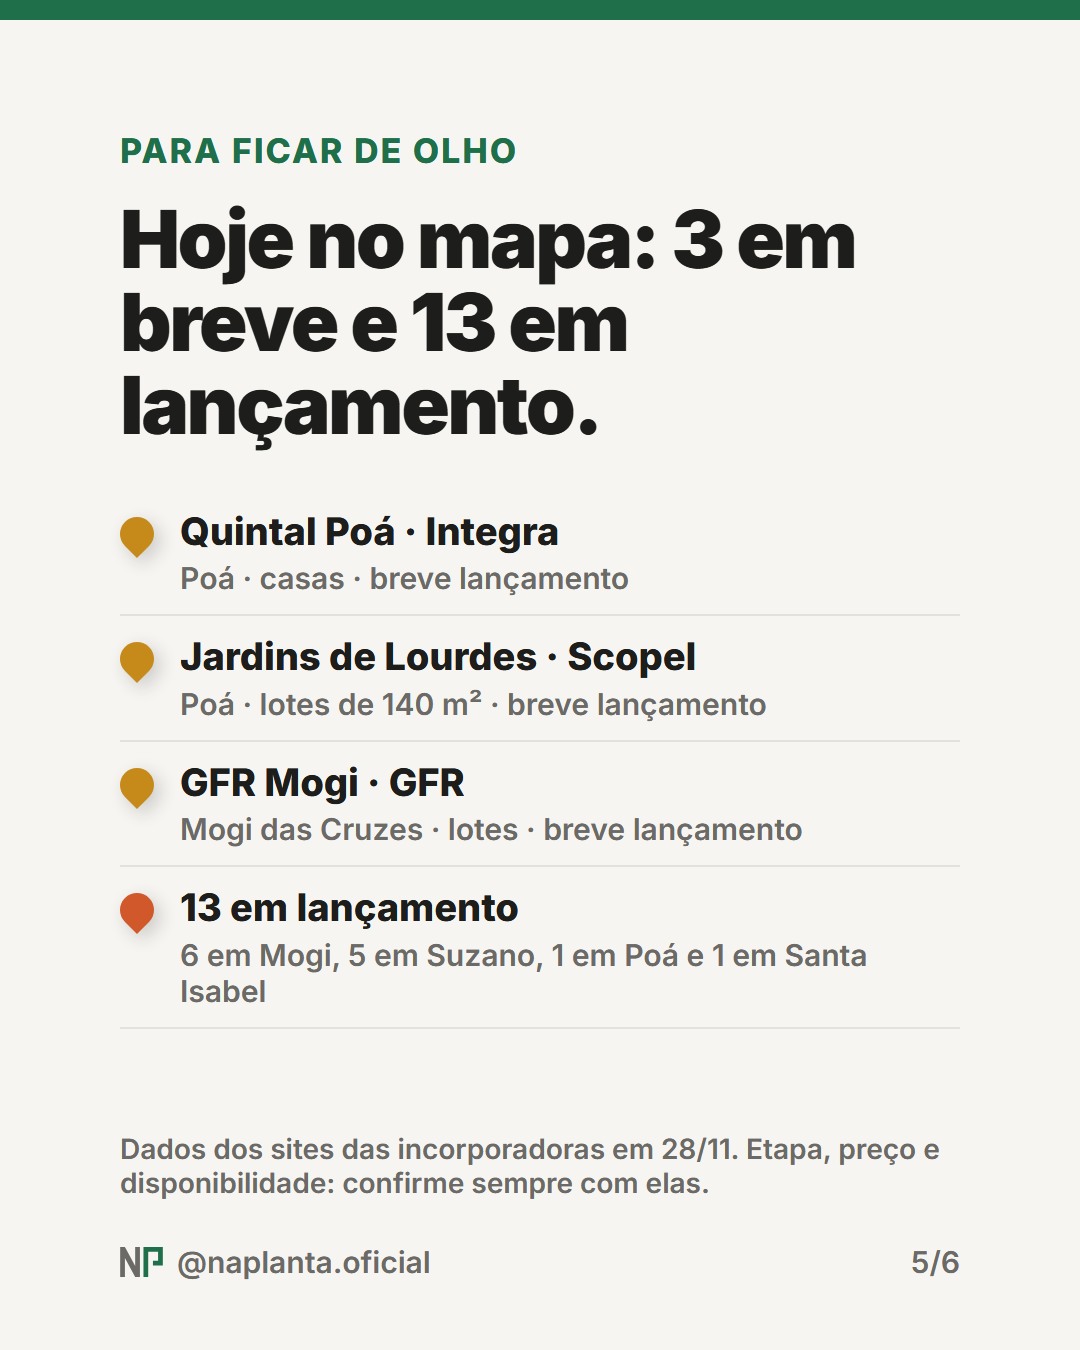 PARA FICAR DE OLHO
Hoje no mapa: 3 em
breve e 13 em
lançamento.
Quintal Poá · Integra
Poá · casas · breve lançamento
Jardins de Lourdes · Scopel
Poá · lotes de 140 m² · breve lançamento
GFR Mogi · GFR
Mogi das Cruzes · lotes · breve lançamento
13 em lançamento
6 em Mogi, 5 em Suzano, 1 em Poá e 1 em Santa
Isabel
Dados dos sites das incorporadoras em 28/11. Etapa, preço e
disponibilidade: confirme sempre com elas.
NP @naplanta.oficial
5/6